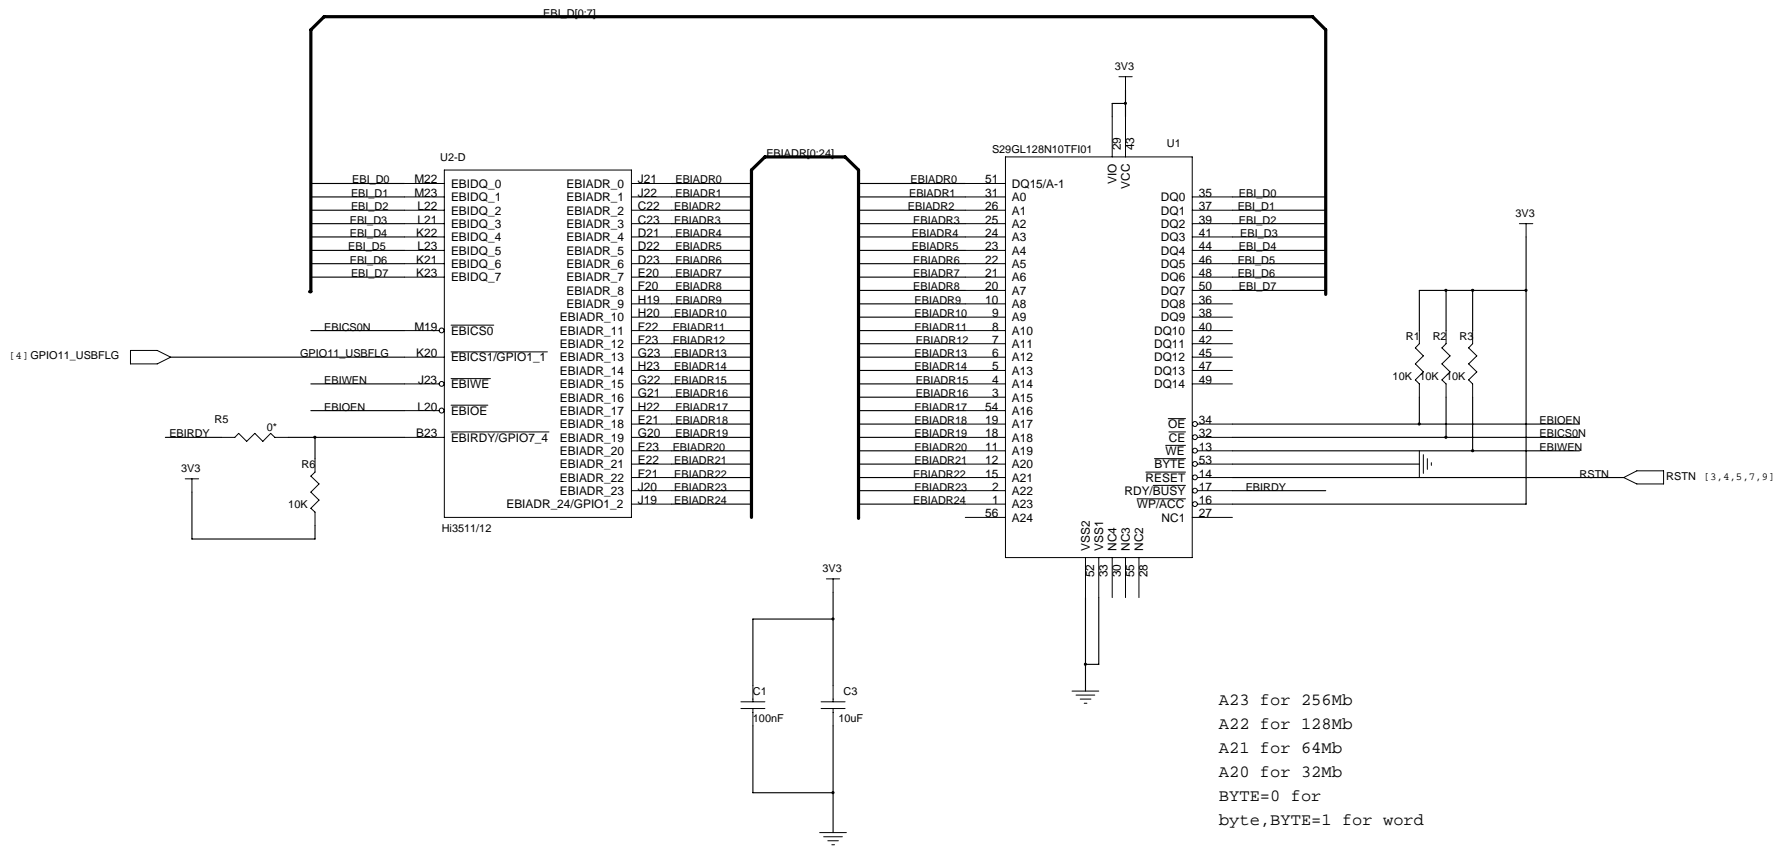 EBI_D[0:7]
3V3
U2-D
EBIADR[0:24]
S29GL128N10TFI01
U1
29
43
VIO
VCC
EBI_D0 M22 EBIDQ_0
EBI_D1 M23 EBIDQ_1
EBI_D2 L22 EBIDQ_2
EBI_D3 L21 EBIDQ_3
EBI_D4 K22 EBIDQ_4
EBI_D5 L23 EBIDQ_5
EBI_D6 K21 EBIDQ_6
EBI_D7 K23 EBIDQ_7
EBICS0N M19 EBICS0
[4] GPIO11_USBFLG GPIO11_USBFLG K20 EBICS1/GPIO1_1
EBIWEN J23 EBIWE
EBIOEN L20 EBIOE
R5
0*
EBIRDY B23 EBIRDY/GPIO7_4
3V3
R6
10K
EBIADR_0 J21 EBIADR0
EBIADR_1 J22 EBIADR1
EBIADR_2 C22 EBIADR2
EBIADR_3 C23 EBIADR3
EBIADR_4 D21 EBIADR4
EBIADR_5 D22 EBIADR5
EBIADR_6 D23 EBIADR6
EBIADR_7 E20 EBIADR7
EBIADR_8 F20 EBIADR8
EBIADR_9 H19 EBIADR9
EBIADR_10 H20 EBIADR10
EBIADR_11 F22 EBIADR11
EBIADR_12 F23 EBIADR12
EBIADR_13 G23 EBIADR13
EBIADR_14 H23 EBIADR14
EBIADR_15 G22 EBIADR15
EBIADR_16 G21 EBIADR16
EBIADR_17 H22 EBIADR17
EBIADR_18 E21 EBIADR18
EBIADR_19 G20 EBIADR19
EBIADR_20 E23 EBIADR20
EBIADR_21 E22 EBIADR21
EBIADR_22 F21 EBIADR22
EBIADR_23 J20 EBIADR23
EBIADR_24/GPIO1_2 J19 EBIADR24
Hi3511/12
EBIADR0 51 DQ15/A-1
EBIADR1 31 A0
EBIADR2 26 A1
EBIADR3 25 A2
EBIADR4 24 A3
EBIADR5 23 A4
EBIADR6 22 A5
EBIADR7 21 A6
EBIADR8 20 A7
EBIADR9 10 A8
EBIADR10 9 A9
EBIADR11 8 A10
EBIADR12 7 A11
EBIADR13 6 A12
EBIADR14 5 A13
EBIADR15 4 A14
EBIADR16 3 A15
EBIADR17 54 A16
EBIADR18 19 A17
EBIADR19 18 A18
EBIADR20 11 A19
EBIADR21 12 A20
EBIADR22 15 A21
EBIADR23 2 A22
EBIADR24 1 A23
56 A24
DQ0 35 EBI_D0
DQ1 37 EBI_D1
DQ2 39 EBI_D2
DQ3 41 EBI_D3
DQ4 44 EBI_D4
DQ5 46 EBI_D5
DQ6 48 EBI_D6
DQ7 50 EBI_D7
DQ8 36
DQ9 38
DQ10 40
DQ11 42
DQ12 45
DQ13 47
DQ14 49
OE 34 EBIOEN
CE 32 EBICS0N
WE 13 EBIWEN
BYTE 53
RESET 14 RSTN RSTN [3,4,5,7,9]
RDY/BUSY 17 EBIRDY
WP/ACC 16
NC1 27
3V3
R1 R2 R3
10K 10K 10K
VSS2
VSS1
NC4
NC3
NC2
52
33
30
55
28
3V3
C1
100nF
C3
10uF
A23 for 256Mb
A22 for 128Mb
A21 for 64Mb
A20 for 32Mb
BYTE=0 for
byte,BYTE=1 for word